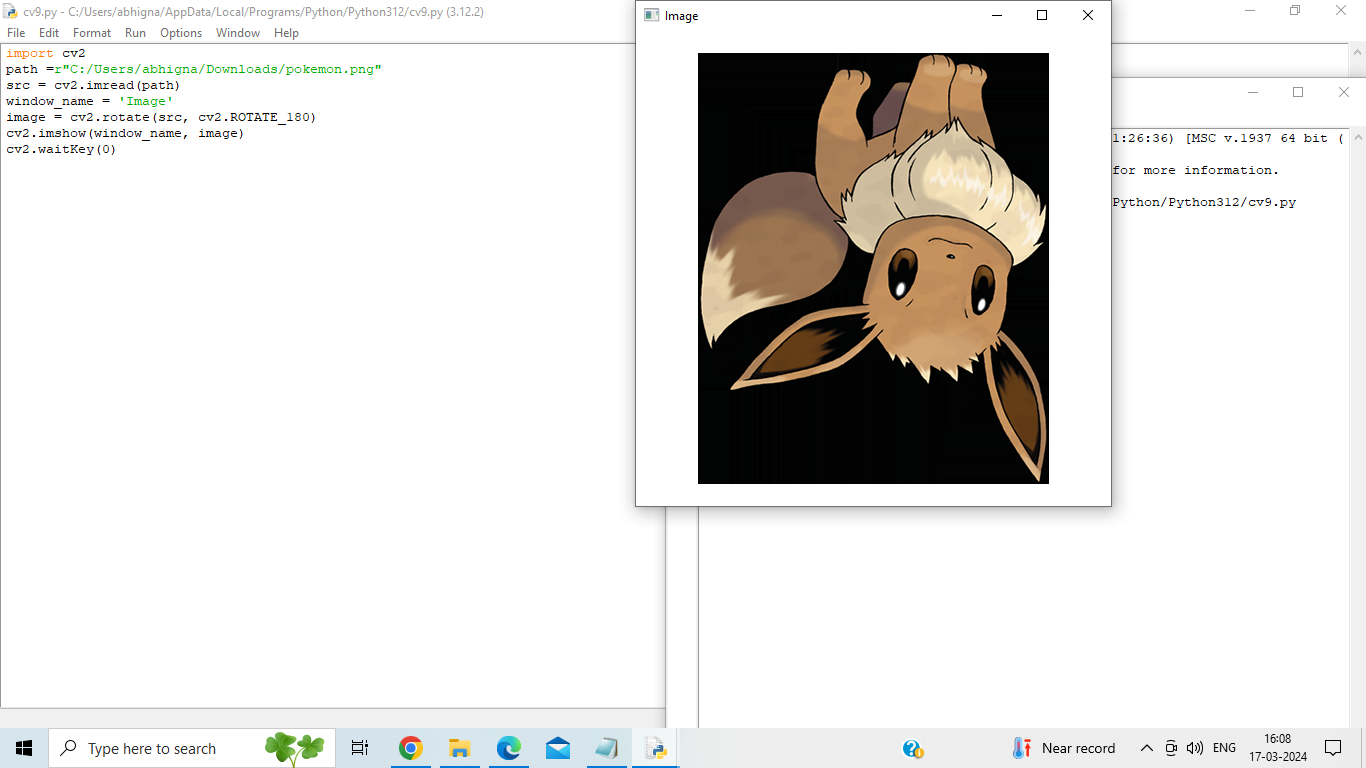 cv9.py - C:/Users/abhigna/AppData/Local/Programs/Python/Python312/cv9.py (3.12.2)
File Edit Format Run Options Window Help
import cv2
path =r"C:/Users/abhigna/Downloads/pokemon.png"
src = cv2.imread(path)
window_name = 'Image'
image = cv2.rotate(src, cv2.ROTATE_180)
cv2.imshow(window_name, image)
cv2.waitKey(0)
Image
1:26:36) [MSC v.1937 64 bit (
for more information.
Python/Python312/cv9.py
Type here to search
Near record
ENG
16:08
17-03-2024